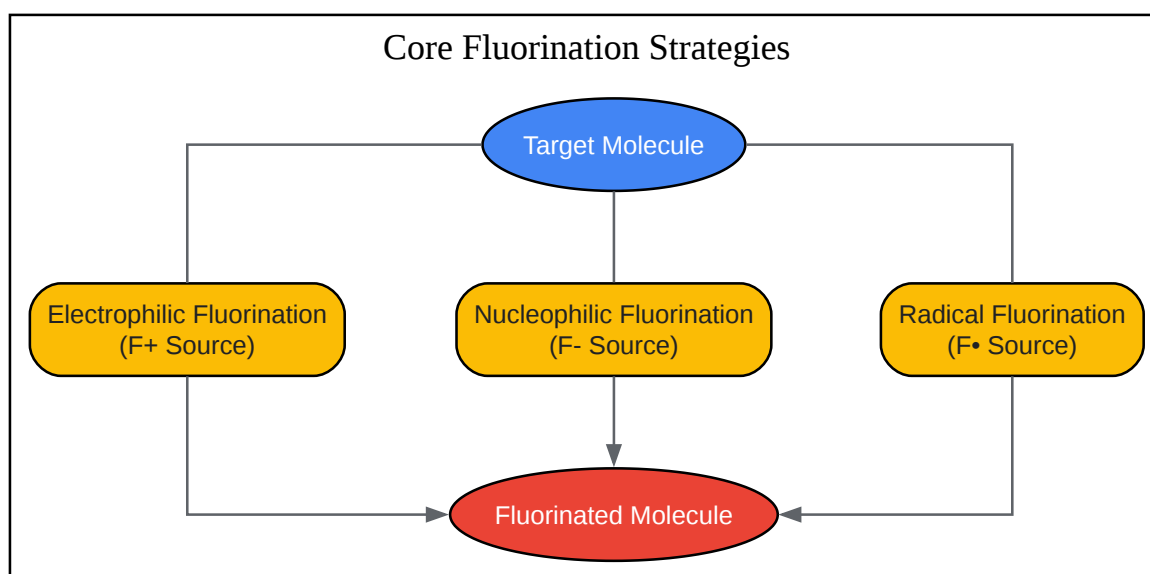 Core Fluorination Strategies
Target Molecule
Electrophilic Fluorination
(F+ Source)
Nucleophilic Fluorination
(F- Source)
Radical Fluorination
(F• Source)
Fluorinated Molecule